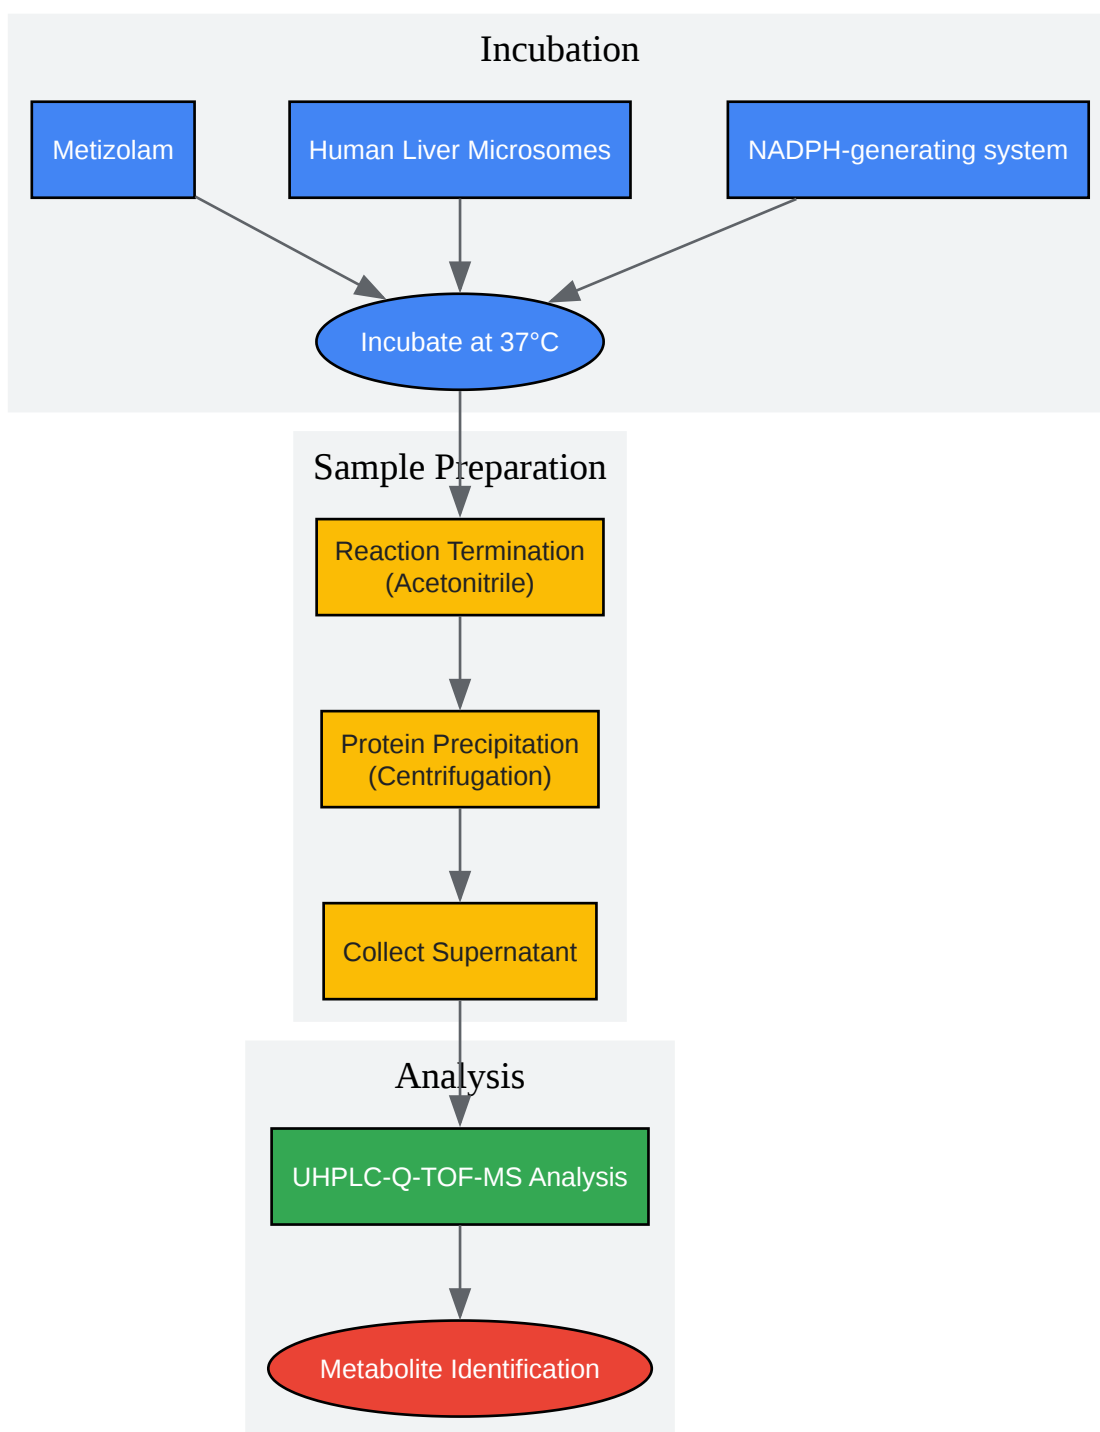 Incubation
Metizolam
Human Liver Microsomes
NADPH-generating system
Incubate at 37°C
Sample Preparation
Reaction Termination
(Acetonitrile)
Protein Precipitation
(Centrifugation)
Collect Supernatant
Analysis
UHPLC-Q-TOF-MS Analysis
Metabolite Identification